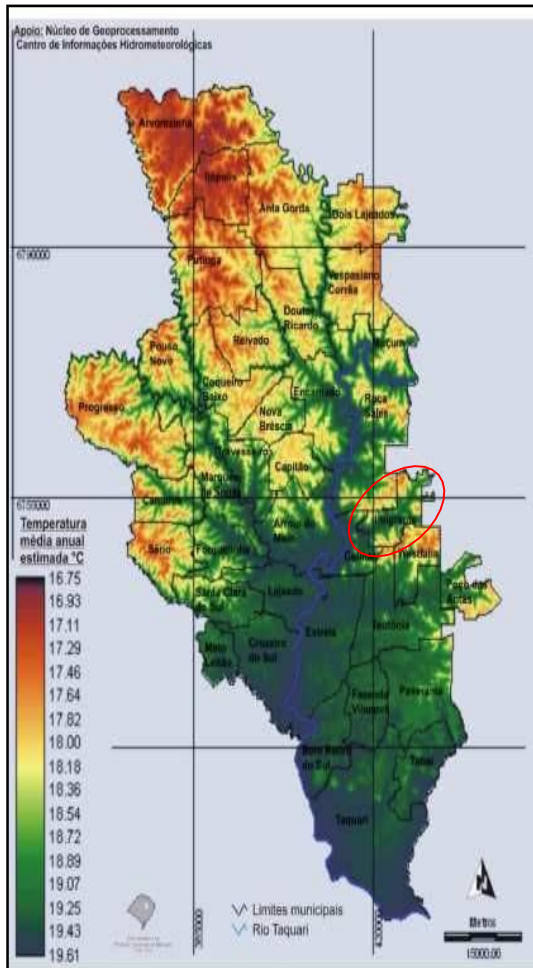 Apoio: Núcleo de Geoprocessamento
Centro de Informações Hidrometeorológicas
Arvorezinha
Ilópolis
Anta Gorda
Dois Lajeados
6790000
Putinga
Vespasiano
Corrêa
Doutor
Ricardo
Muçum
Pouso
Novo
Relvado
Coqueiro
Baixo
Encantado
Roca
Sales
Progresso
Nova
Bréscia
Travesseiro
Capitão
Marques
de Souza
6750000
Canudos
Imigrante
Arroio do
Meio
Temperatura
média anual
estimada °C
Sério
Forquetinha
Colinas
Westfália
Poço das
Antas
16.75
16.93
17.11
17.29
17.46
17.64
17.82
18.00
18.18
18.36
18.54
18.72
18.89
19.07
19.25
19.43
19.61
Santa Clara
do Sul
Lajeado
Mato
Leitão
Cruzeiro
do Sul
Estrela
Teutônia
Fazenda
Vilanova
Paverama
Bom Retiro
do Sul
Tabaí
Taquari
Limites municipais
Rio Taquari
Metros
15000.00